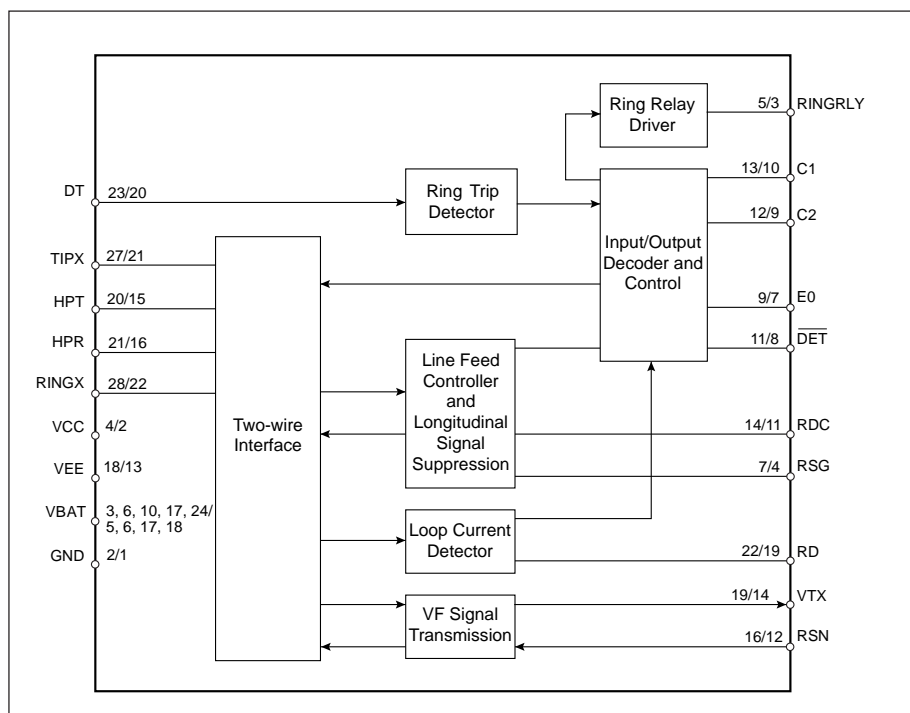 Ring Relay
Driver
5/3
RINGRLY
13/10
C1
DT
23/20
Ring Trip
Detector
12/9
C2
TIPX
27/21
Input/Output
Decoder and
Control
HPT
20/15
9/7
E0
HPR
21/16
11/8
DET
RINGX
28/22
Line Feed
Controller
and
Longitudinal
Signal
Suppression
Two-wire
Interface
VCC
4/2
14/11
RDC
VEE
18/13
7/4
RSG
VBAT
3, 6, 10, 17, 24/
5, 6, 17, 18
Loop Current
Detector
GND
2/1
22/19
RD
19/14
VTX
VF Signal
Transmission
16/12
RSN